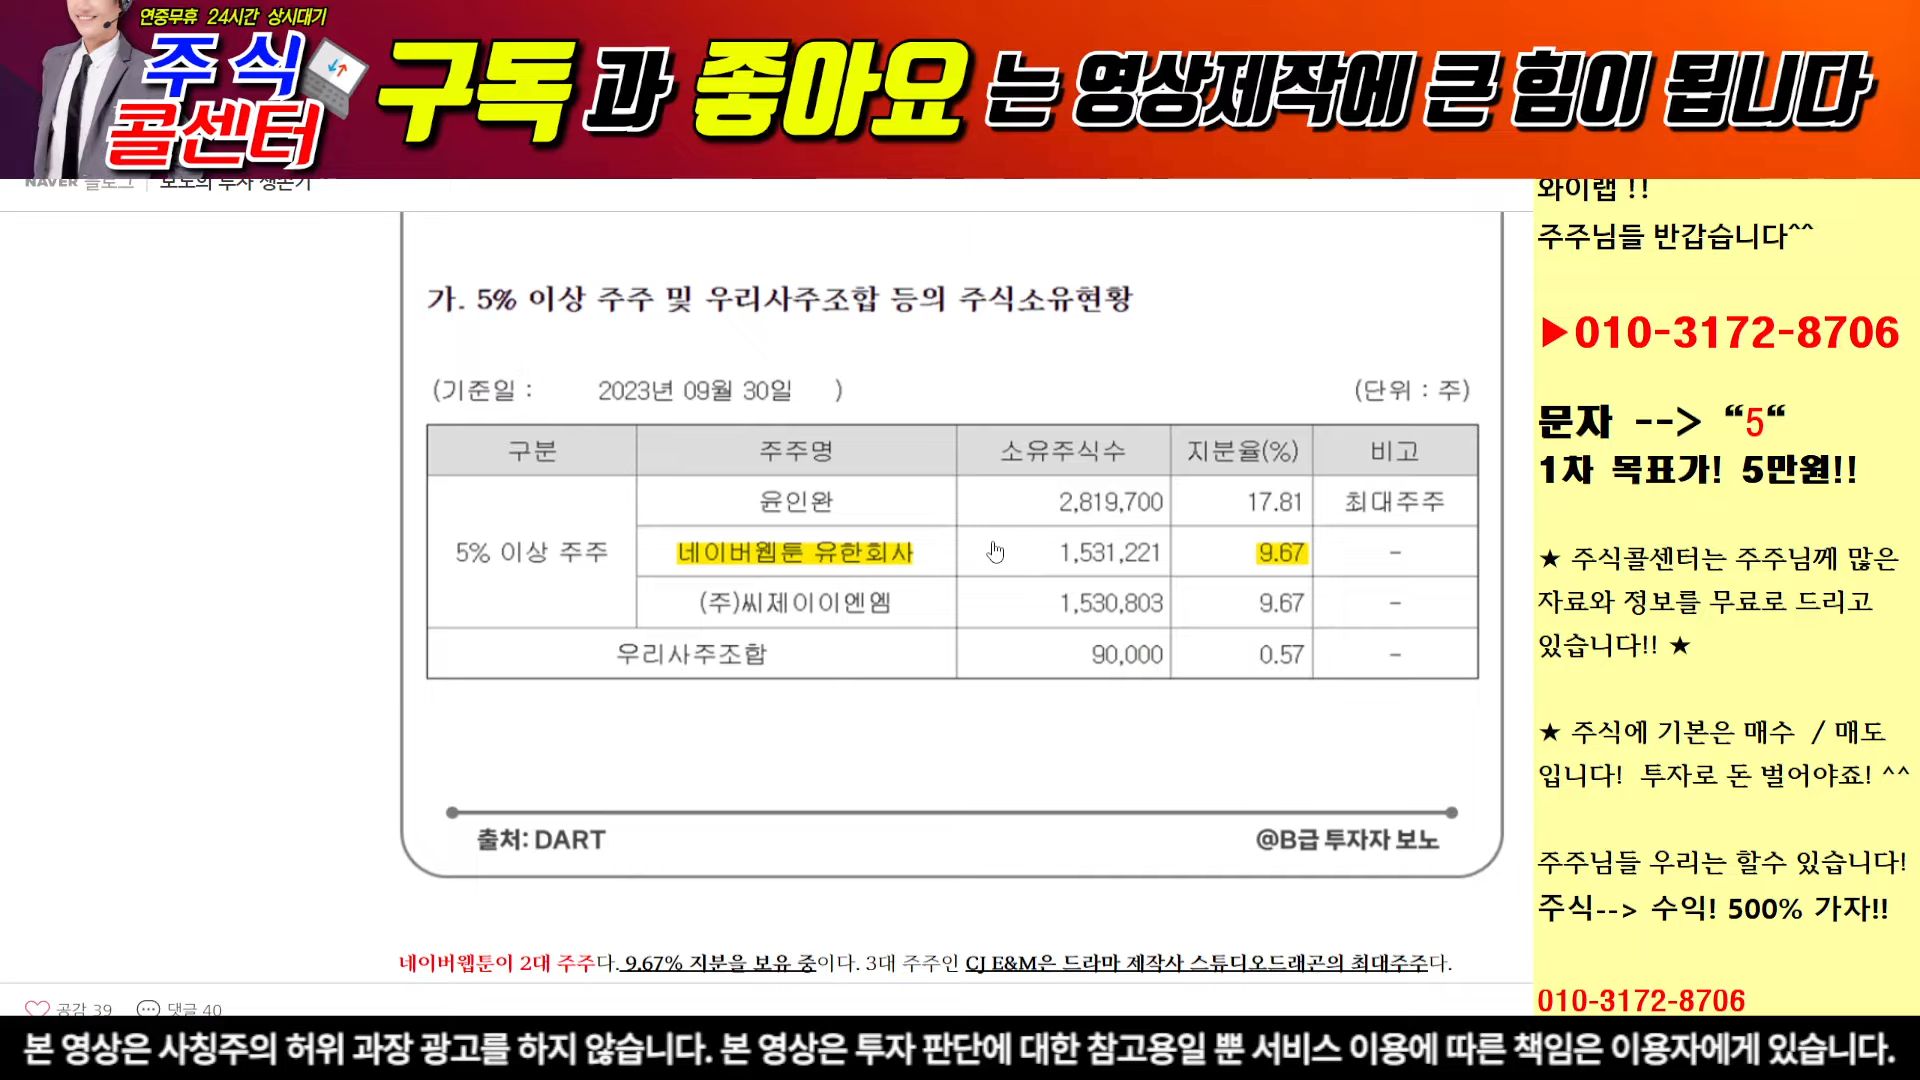 연중무휴 24시간 상시대기
주식
콜센터
구독과 좋아요는 영상제작에 큰 힘이 됩니다
NAVER 블로그 | 보노의 투자 생존기
가. 5% 이상 주주 및 우리사주조합 등의 주식소유현황
(기준일 : 2023년 09월 30일 ) (단위 : 주)
구분 주주명 소유주식수 지분율(%) 비고
5% 이상 주주 윤인완 2,819,700 17.81 최대주주
네이버웹툰 유한회사 1,531,221 9.67 -
(주)씨제이이엔엠 1,530,803 9.67 -
우리사주조합 90,000 0.57 -
출처: DART @B급 투자자 보노
네이버웹툰이 2대 주주다. 9.67% 지분을 보유 중이다. 3대 주주인 CJ E&M은 드라마 제작사 스튜디오드래곤의 최대주주다.
공감 39 댓글 40
와이랩 !!
주주님들 반갑습니다^^
▶010-3172-8706
문자 --> “5“
1차 목표가! 5만원!!
★ 주식콜센터는 주주님께 많은
자료와 정보를 무료로 드리고
있습니다!! ★
★ 주식에 기본은 매수 / 매도
입니다! 투자로 돈 벌어야죠! ^^
주주님들 우리는 할수 있습니다!
주식--> 수익! 500% 가자!!
010-3172-8706
본 영상은 사칭주의 허위 과장 광고를 하지 않습니다. 본 영상은 투자 판단에 대한 참고용일 뿐 서비스 이용에 따른 책임은 이용자에게 있습니다.